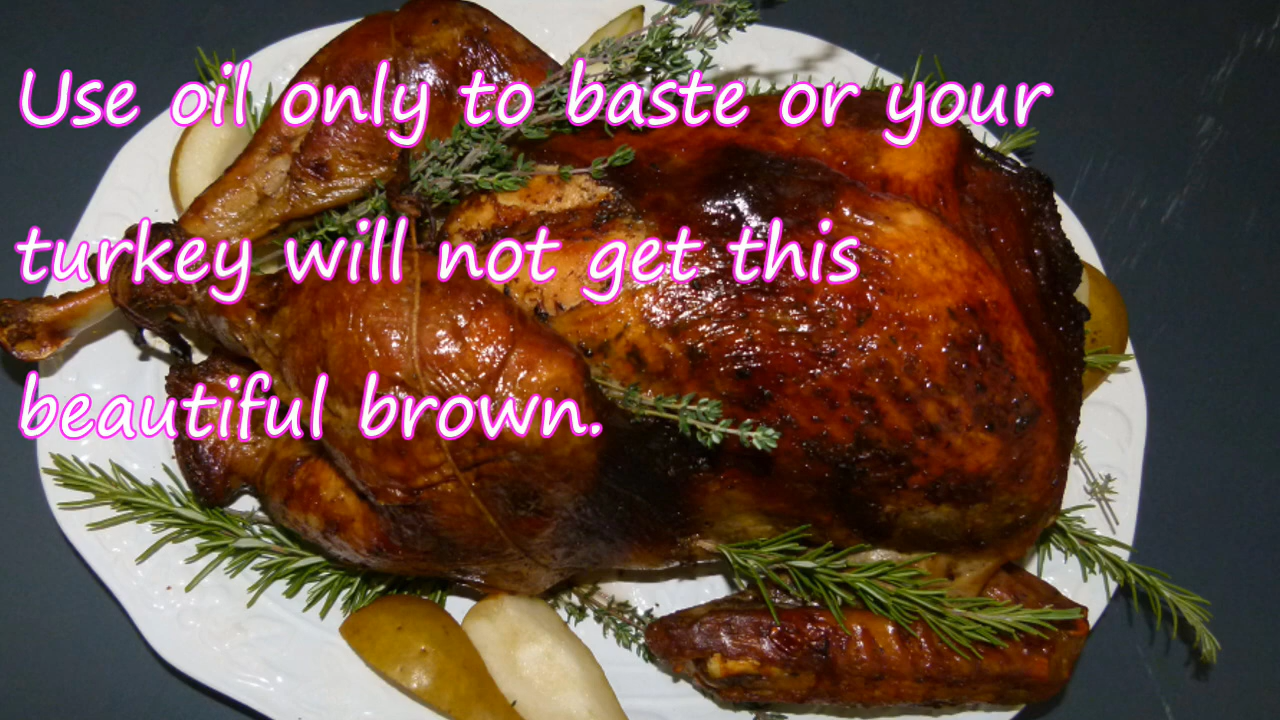 Use oil only to baste or your
turkey will not get this
beautiful brown.